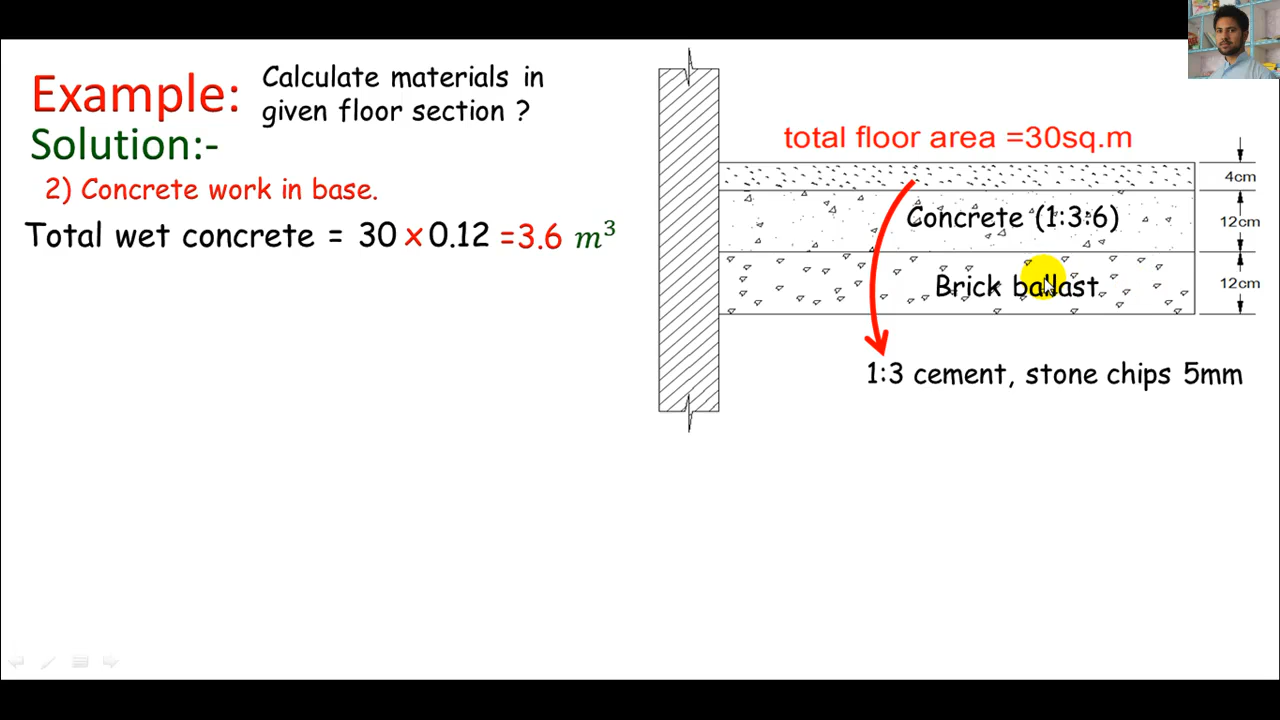 Example: Calculate materials in
given floor section ?
Solution:-
2) Concrete work in base.
Total wet concrete = 30 x 0.12 =3.6 m³
total floor area =30sq.m
4cm
Concrete (1:3:6)
12cm
Brick ballast.
12cm
1:3 cement, stone chips 5mm